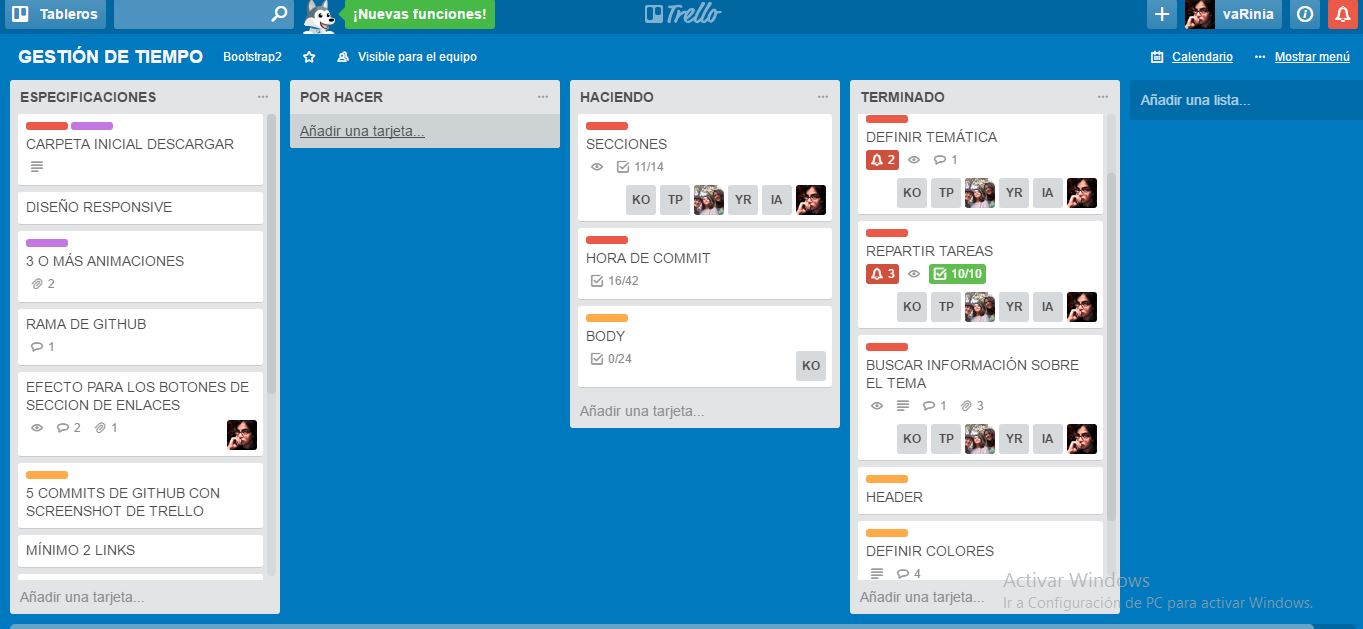 Tableros
¡Nuevas funciones!
Trello
vaRinia
GESTIÓN DE TIEMPO
Bootstrap2
Visible para el equipo
Calendario
... Mostrar menú
ESPECIFICACIONES ...
CARPETA INICIAL DESCARGAR
DISEÑO RESPONSIVE
3 O MÁS ANIMACIONES
2
RAMA DE GITHUB
1
EFECTO PARA LOS BOTONES DE
SECCION DE ENLACES
2 1
5 COMMITS DE GITHUB CON
SCREENSHOT DE TRELLO
MÍNIMO 2 LINKS
Añadir una tarjeta...
POR HACER ...
Añadir una tarjeta...
HACIENDO ...
SECCIONES
11/14
KO TP YR IA
HORA DE COMMIT
16/42
BODY
0/24
KO
Añadir una tarjeta...
TERMINADO ...
DEFINIR TEMÁTICA
2 1
KO TP YR IA
REPARTIR TAREAS
3 10/10
KO TP YR IA
BUSCAR INFORMACIÓN SOBRE
EL TEMA
1 3
KO TP YR IA
HEADER
DEFINIR COLORES
4
Añadir una tarjeta...
Añadir una lista...
Activar Windows
Ir a Configuración de PC para activar Windows.